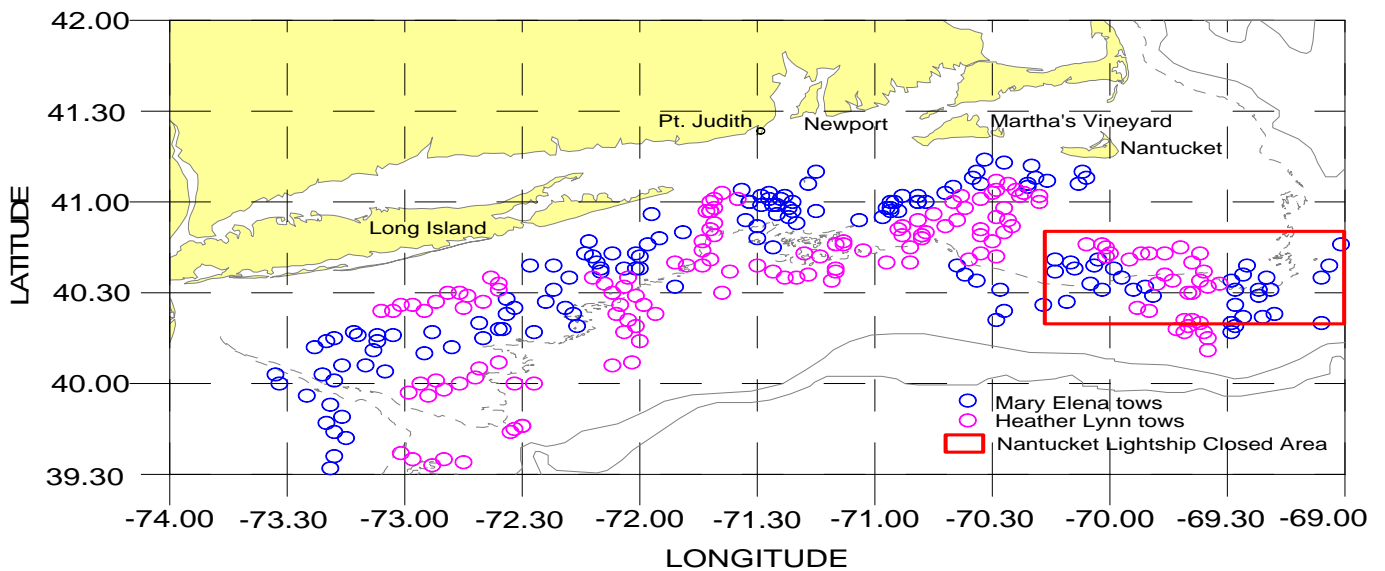 42.00
41.30
41.00
40.30
40.00
39.30
LATITUDE
Pt. Judith
Newport
Martha's Vineyard
Nantucket
Long Island
Mary Elena tows
Heather Lynn tows
Nantucket Lightship Closed Area
-74.00 -73.30 -73.00 -72.30 -72.00 -71.30 -71.00 -70.30 -70.00 -69.30 -69.00
LONGITUDE